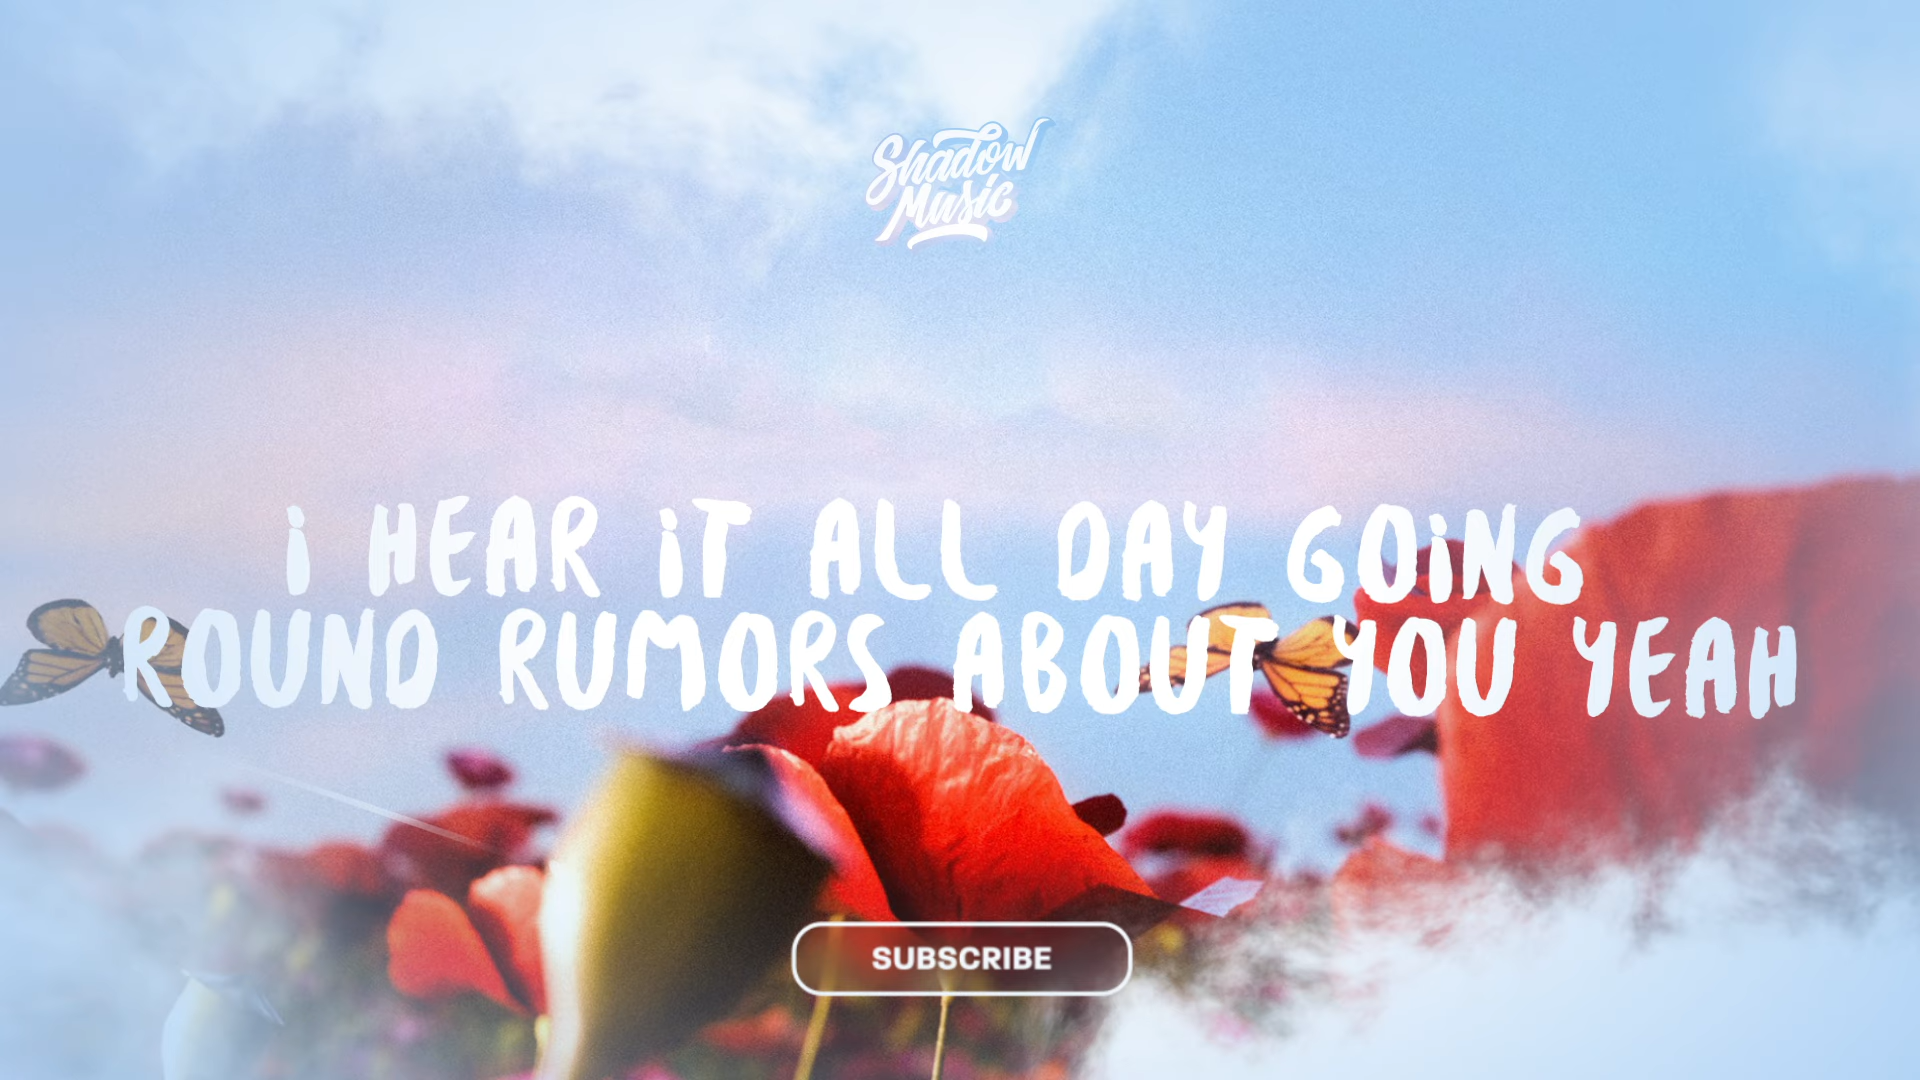 Shadow
Music
i HEAR iT ALL DAY GOiNG
ROUND RUMORS ABOUT YOU YEAH
SUBSCRIBE